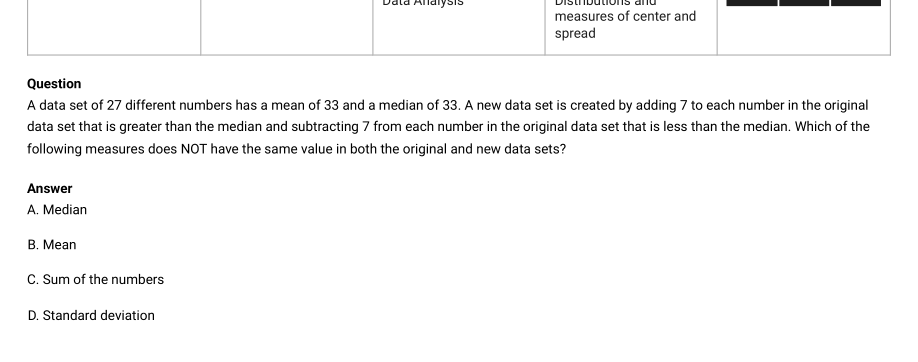 Data Analysis
Distributions and
measures of center and
spread
Question
A data set of 27 different numbers has a mean of 33 and a median of 33. A new data set is created by adding 7 to each number in the original
data set that is greater than the median and subtracting 7 from each number in the original data set that is less than the median. Which of the
following measures does NOT have the same value in both the original and new data sets?
Answer
A. Median
B. Mean
C. Sum of the numbers
D. Standard deviation